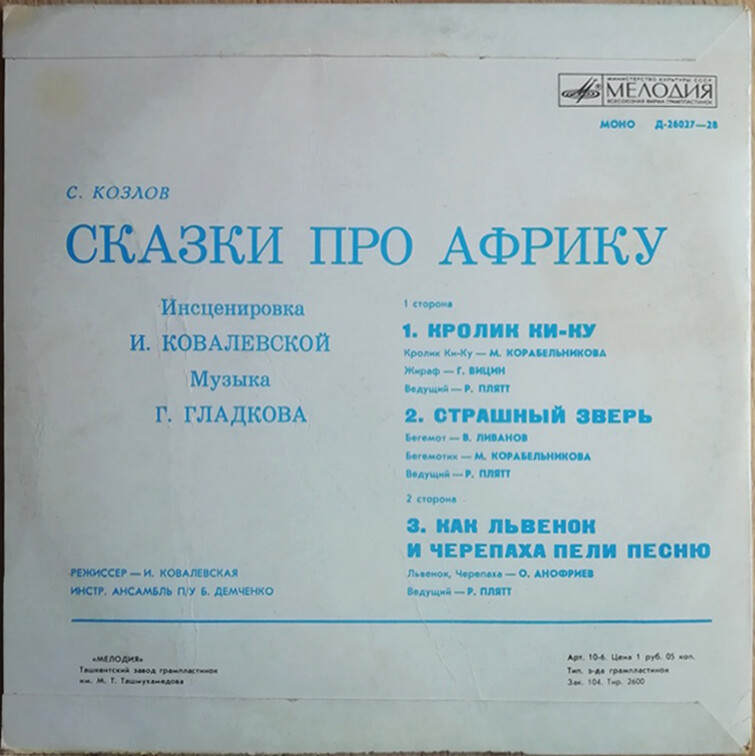 МИНИСТЕРСТВО КУЛЬТУРЫ СССР
МЕЛОДИЯ
ВСЕСОЮЗНАЯ ФИРМА ГРАМПЛАСТИНОК
МОНО Д-26027—28
С. КОЗЛОВ
СКАЗКИ ПРО АФРИКУ
Инсценировка
И. КОВАЛЕВСКОЙ
Музыка
Г. ГЛАДКОВА
1 сторона
1. КРОЛИК КИ-КУ
Кролик Ки-Ку — М. КОРАБЕЛЬНИКОВА
Жираф — Г. ВИЦИН
Ведущий — Р. ПЛЯТТ
2. СТРАШНЫЙ ЗВЕРЬ
Бегемот — В. ЛИВАНОВ
Бегемотик — М. КОРАБЕЛЬНИКОВА
Ведущий — Р. ПЛЯТТ
2 сторона
3. КАК ЛЬВЕНОК
И ЧЕРЕПАХА ПЕЛИ ПЕСНЮ
Львенок, Черепаха — О. АНОФРИЕВ
Ведущий — Р. ПЛЯТТ
РЕЖИССЕР — И. КОВАЛЕВСКАЯ
ИНСТР. АНСАМБЛЬ П/У Б. ДЕМЧЕНКО
«МЕЛОДИЯ»
Ташкентский завод грампластинок
им. М. Т. Ташмухамедова
Арт. 10-6. Цена 1 руб. 05 коп.
Тип. з-да грампластинок
Зак. 104. Тир. 2600